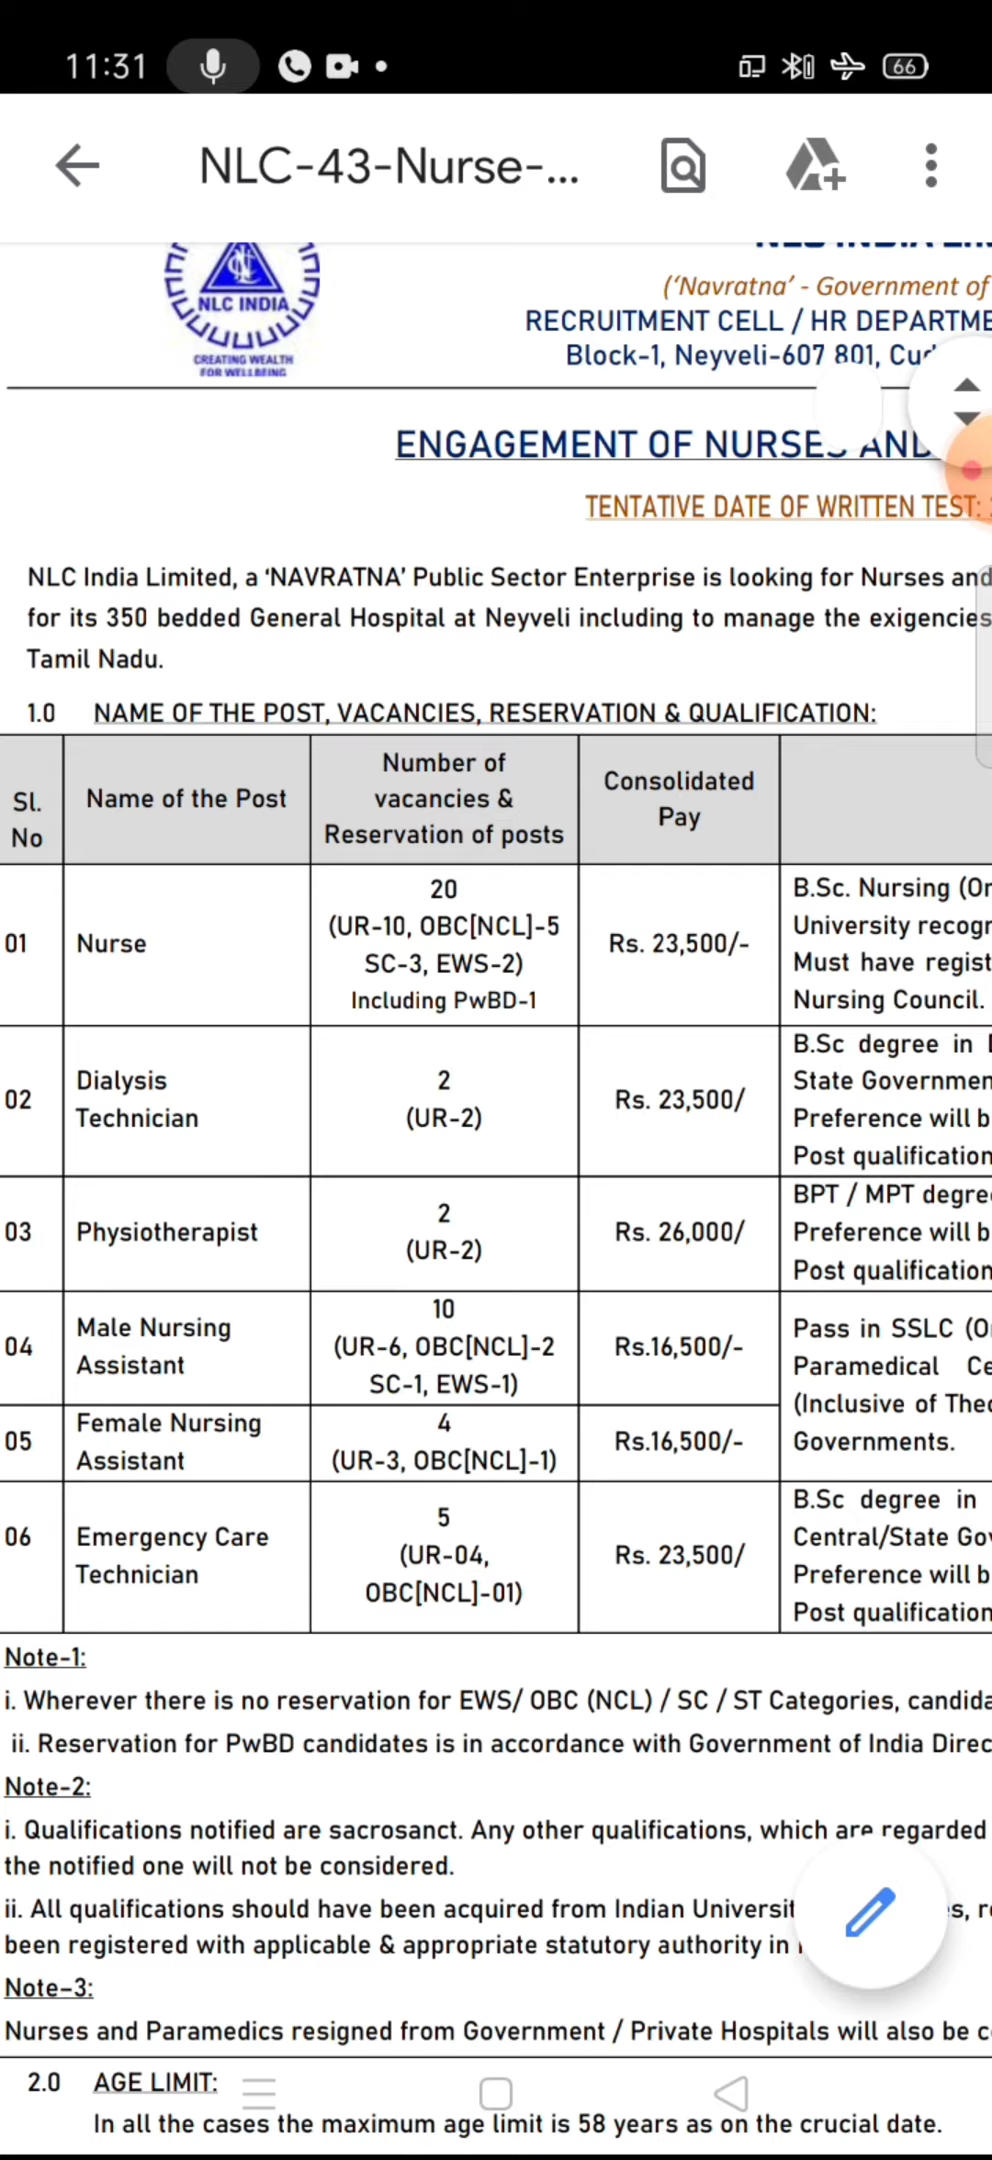 11:31
66
NLC-43-Nurse-...
NLC INDIA
CREATING WEALTH
FOR WELLBEING
('Navratna' - Government of
RECRUITMENT CELL / HR
Block-1, Neyveli-607 801,
ENGAGEMENT OF NURSES AND
TENTATIVE DATE OF WRITTEN TEST:
NLC India Limited, a 'NAVRATNA' Public Sector Enterprise is looking for Nurses and
for its 350 bedded General Hospital at Neyveli including to manage the exigencies
Tamil Nadu.
1.0 NAME OF THE POST, VACANCIES, RESERVATION & QUALIFICATION:
Sl. No
Name of the Post
Number of vacancies & Reservation of posts
Consolidated Pay
01
Nurse
20
(UR-10, OBC[NCL]-5
SC-3, EWS-2)
Including PwBD-1
Rs. 23,500/-
B.Sc. Nursing
University
Must have
Nursing Council.
02
Dialysis
Technician
2
(UR-2)
Rs. 23,500/
B.Sc degree in
State
Preference will
Post qualification
03
Physiotherapist
2
(UR-2)
Rs. 26,000/
BPT / MPT
Preference will
Post qualification
04
Male Nursing
Assistant
10
(UR-6, OBC[NCL]-2
SC-1, EWS-1)
Rs.16,500/-
Pass in SSLC
Paramedical
(Inclusive of
Governments.
05
Female Nursing
Assistant
4
(UR-3, OBC[NCL]-1)
Rs.16,500/-
06
Emergency Care
Technician
5
(UR-04,
OBC[NCL]-01)
Rs. 23,500/
B.Sc degree in
Central/State
Preference will
Post qualification
Note-1:
i. Wherever there is no reservation for EWS/ OBC (NCL) / SC / ST Categories,
ii. Reservation for PwBD candidates is in accordance with Government of India
Note-2:
i. Qualifications notified are sacrosanct. Any other qualifications, which are regarded
the notified one will not be considered.
ii. All qualifications should have been acquired from Indian
been registered with applicable & appropriate statutory authority in
Note-3:
Nurses and Paramedics resigned from Government / Private Hospitals will also be
2.0 AGE LIMIT:
In all the cases the maximum age limit is 58 years as on the crucial date.